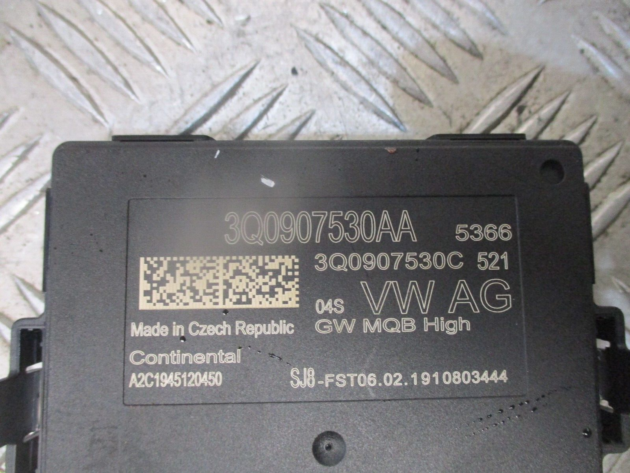 3Q0907530AA 5366
3Q0907530C 521
04S VW AG
Made in Czech Republic GW MQB High
Continental
A2C1945120450 SJ8-FST06.02.1910803444